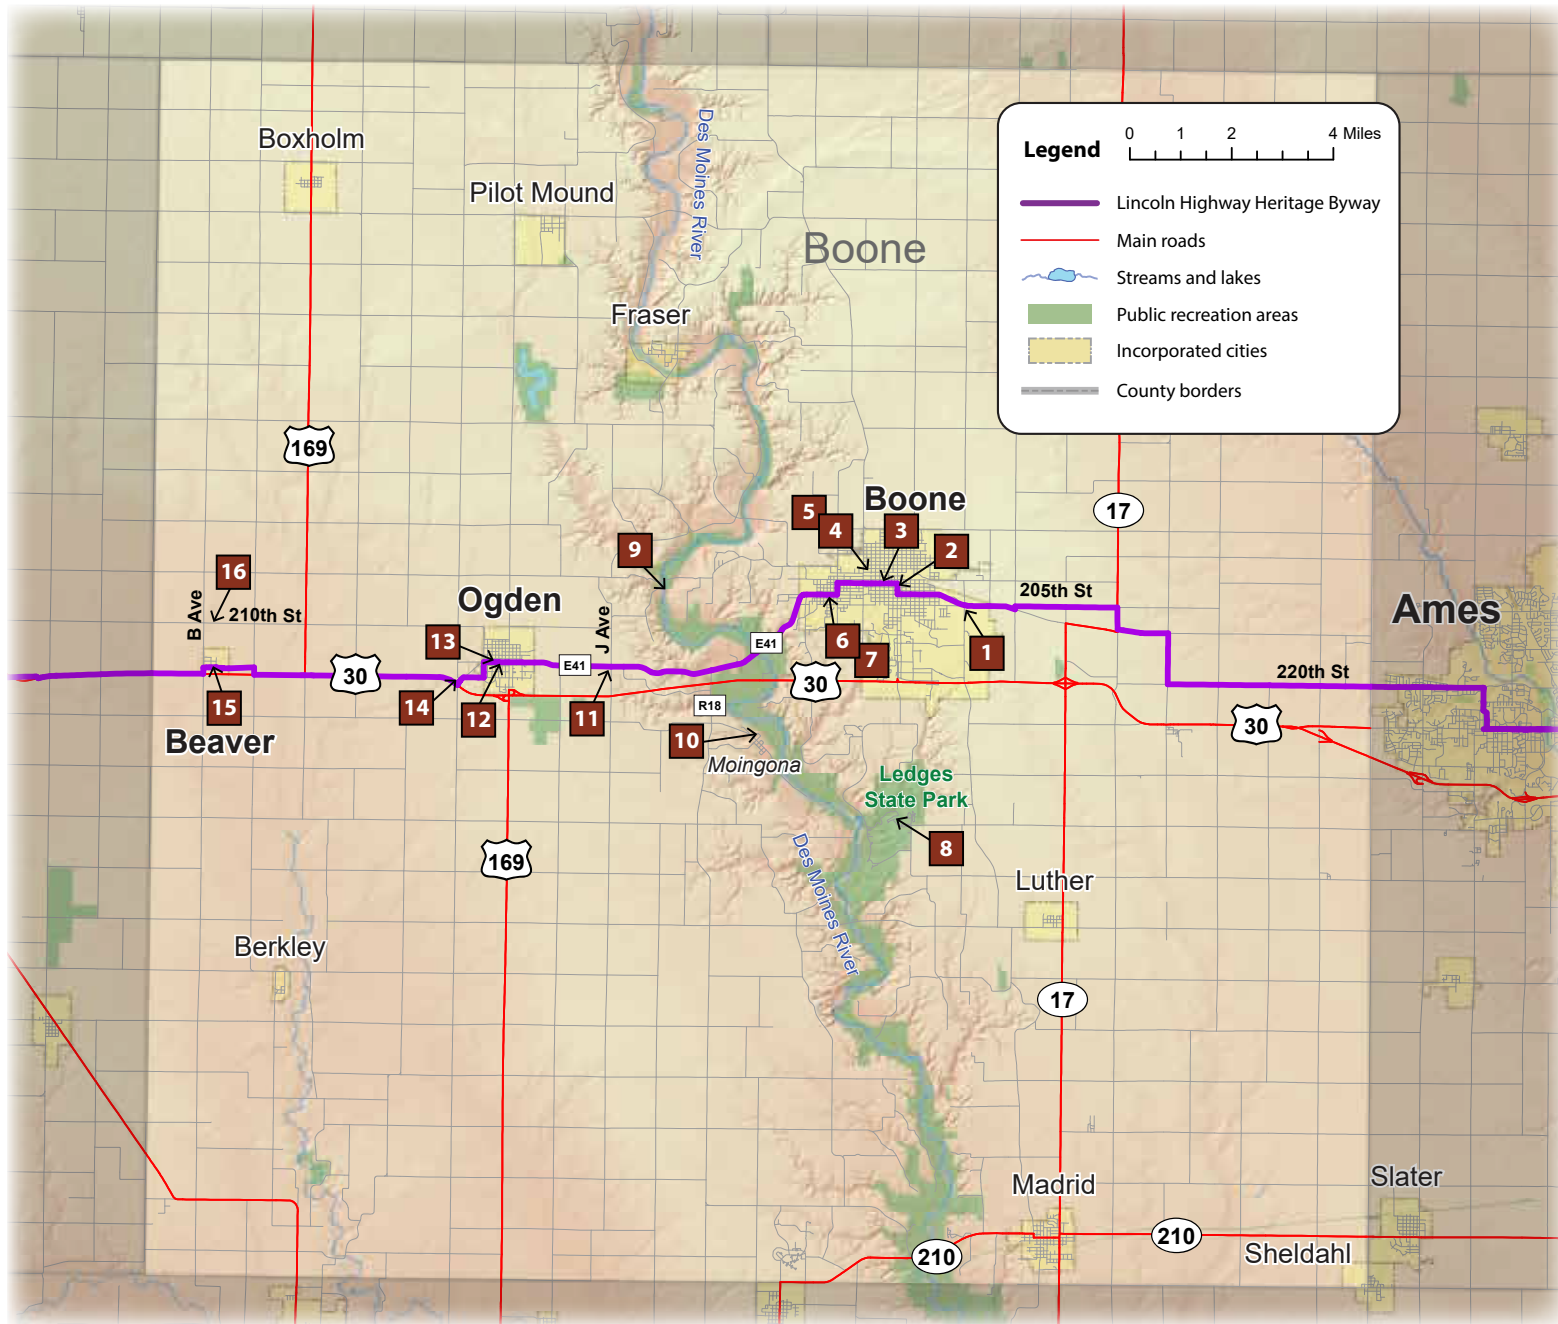 Boxholm
Pilot Mound
Des Moines River
Boone
Fraser
Legend
0 1 2 4 Miles
Lincoln Highway Heritage Byway
Main roads
Streams and lakes
Public recreation areas
Incorporated cities
County borders
169
17
Boone
5
4
3
2
9
16
B Ave
210th St
Ogden
J Ave
205th St
Ames
13
E41
E41
6
7
1
30
30
220th St
15
14
12
11
R18
30
Beaver
10
Moingona
Ledges
State Park
8
169
Des Moines River
Luther
Berkley
17
Madrid
Slater
210
210
Sheldahl